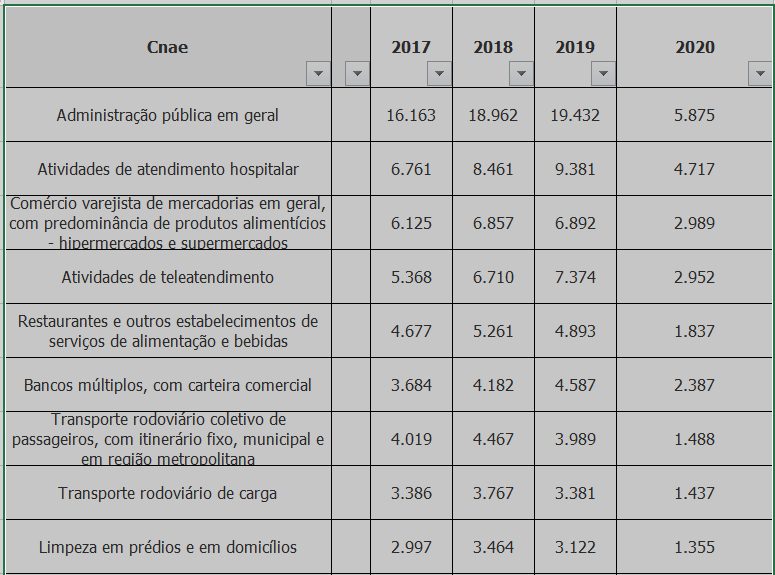 Cnae 2017 2018 2019 2020
Administração pública em geral 16.163 18.962 19.432 5.875
Atividades de atendimento hospitalar 6.761 8.461 9.381 4.717
Comércio varejista de mercadorias em geral,
com predominância de produtos alimentícios 6.125 6.857 6.892 2.989
- hipermercados e supermercados
Atividades de teleatendimento 5.368 6.710 7.374 2.952
Restaurantes e outros estabelecimentos de
serviços de alimentação e bebidas 4.677 5.261 4.893 1.837
Bancos múltiplos, com carteira comercial 3.684 4.182 4.587 2.387
Transporte rodoviário coletivo de
passageiros, com itinerário fixo, municipal e 4.019 4.467 3.989 1.488
em região metropolitana
Transporte rodoviário de carga 3.386 3.767 3.381 1.437
Limpeza em prédios e em domicílios 2.997 3.464 3.122 1.355